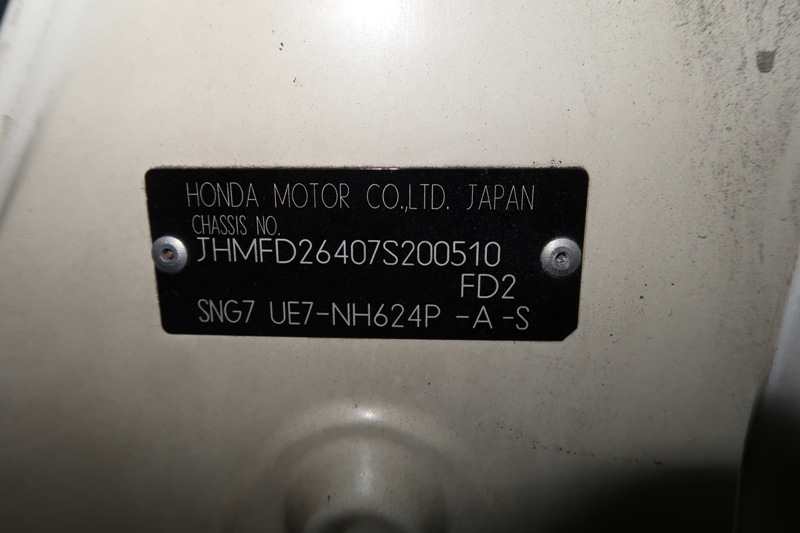 HONDA MOTOR CO.,LTD. JAPAN
CHASSIS NO.
JHMFD26407S200510
FD2
SNG7 UE7-NH624P -A -S